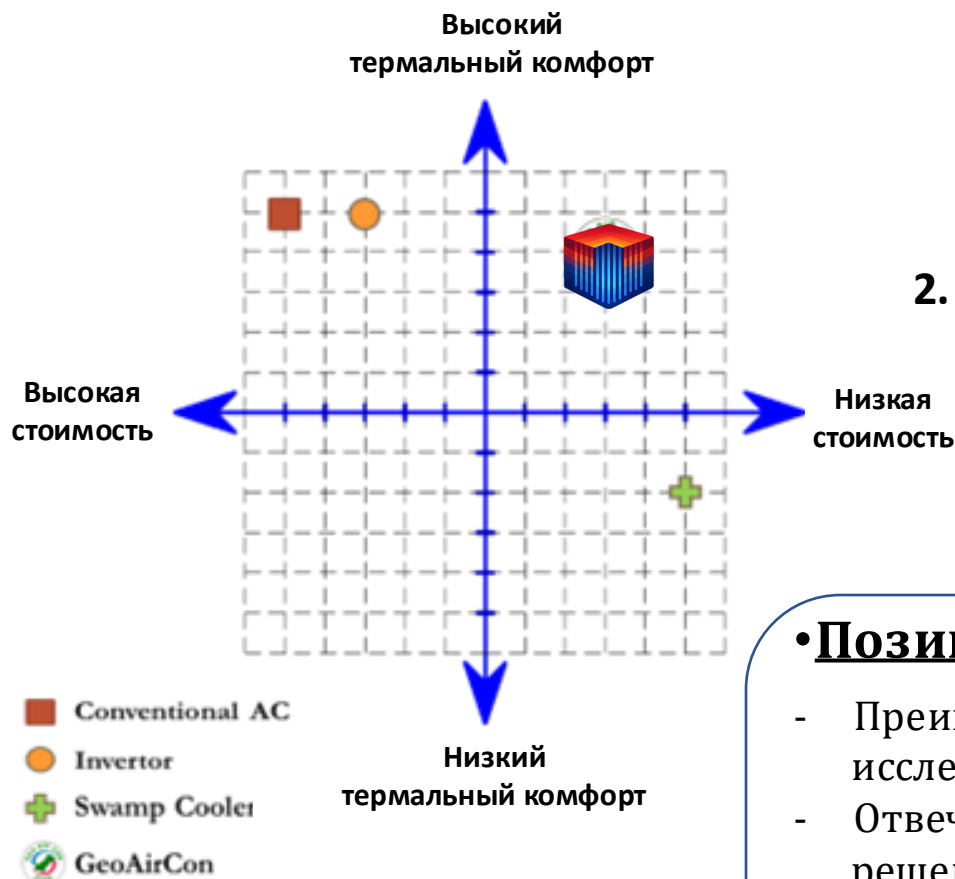 Высокий
термальный комфорт
2.
Высокая
стоимость
Низкая
стоимость
•Пози
- Преи
иссле
- Отвеч
решен
Conventional AC
Invertor
Swamp Cooler
GeoAirCon
Низкий
термальный комфорт